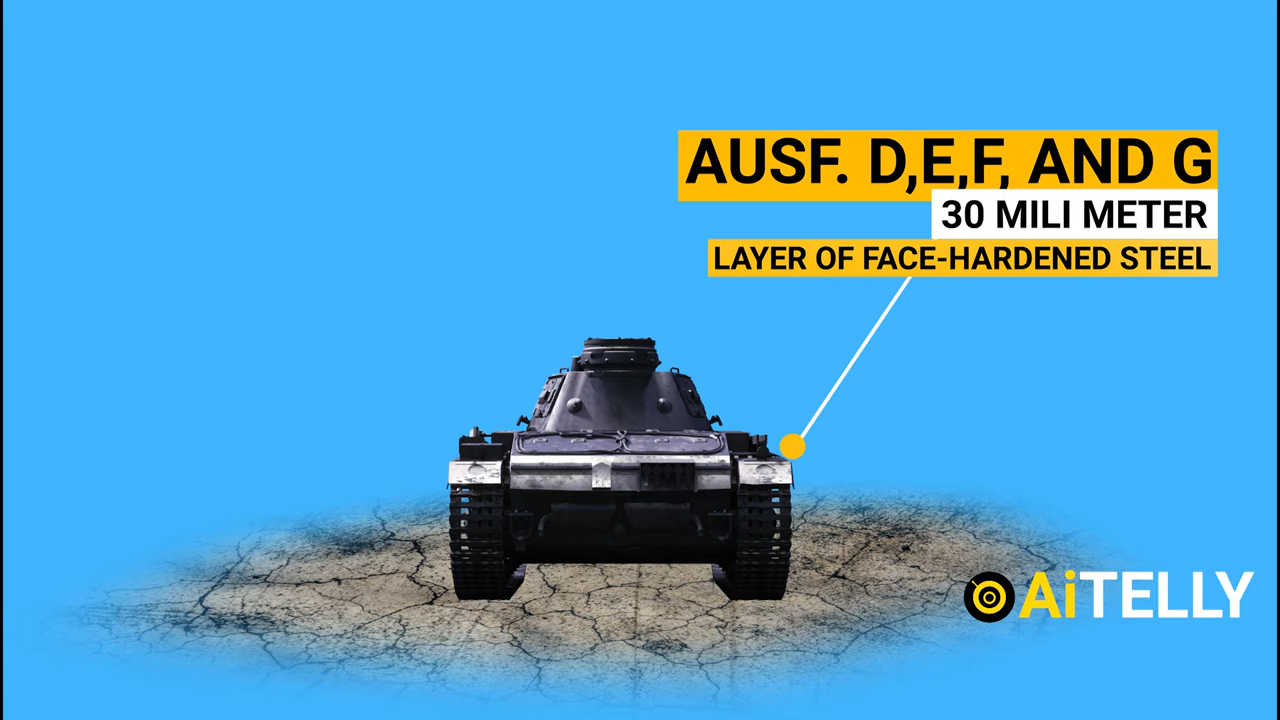 AUSF. D,E,F, AND G
30 MILI METER
LAYER OF FACE-HARDENED STEEL
AiTELLY